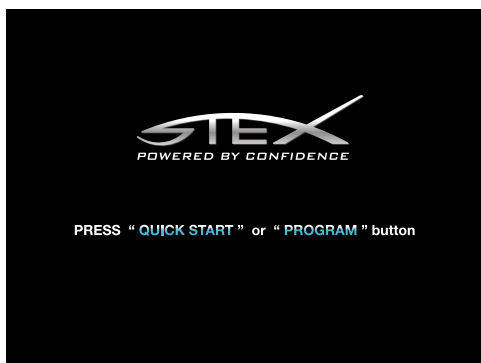 STEX
POWERED BY CONFIDENCE
PRESS “ QUICK START ” or “ PROGRAM ” button